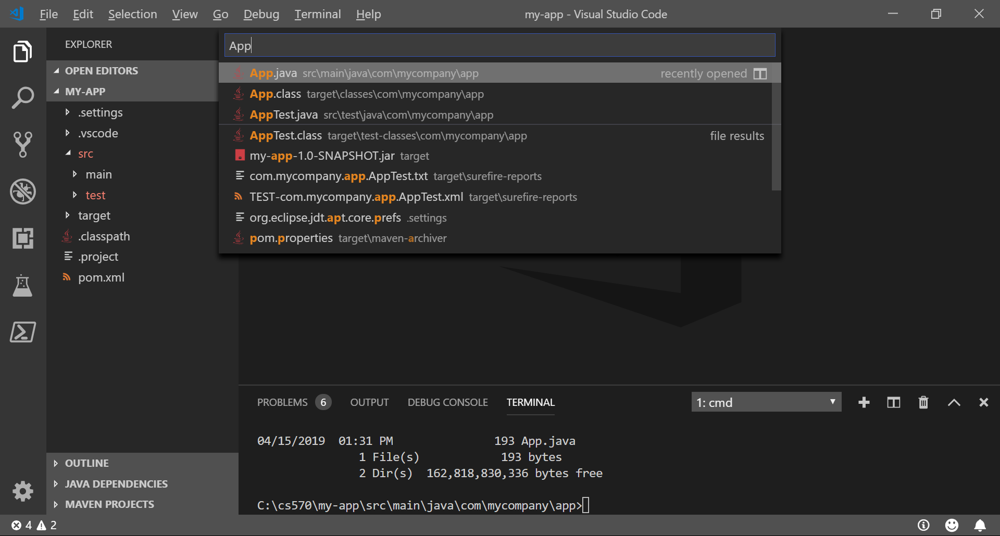 File Edit Selection View Go Debug Terminal Help my-app - Visual Studio Code
EXPLORER
OPEN EDITORS
MY-APP
.settings
.vscode
src
main
test
target
.classpath
.project
pom.xml
OUTLINE
JAVA DEPENDENCIES
MAVEN PROJECTS
App
App.java src\main\java\com\mycompany\app recently opened
App.class target\classes\com\mycompany\app
AppTest.java src\test\java\com\mycompany\app
AppTest.class target\test-classes\com\mycompany\app file results
my-app-1.0-SNAPSHOT.jar target
com.mycompany.app.AppTest.txt target\surefire-reports
TEST-com.mycompany.app.AppTest.xml target\surefire-reports
org.eclipse.jdt.apt.core.prefs .settings
pom.properties target\maven-archiver
PROBLEMS 6 OUTPUT DEBUG CONSOLE TERMINAL 1: cmd
04/15/2019 01:31 PM 193 App.java
1 File(s) 193 bytes
2 Dir(s) 162,818,830,336 bytes free
C:\cs570\my-app\src\main\java\com\mycompany\app>
4 2